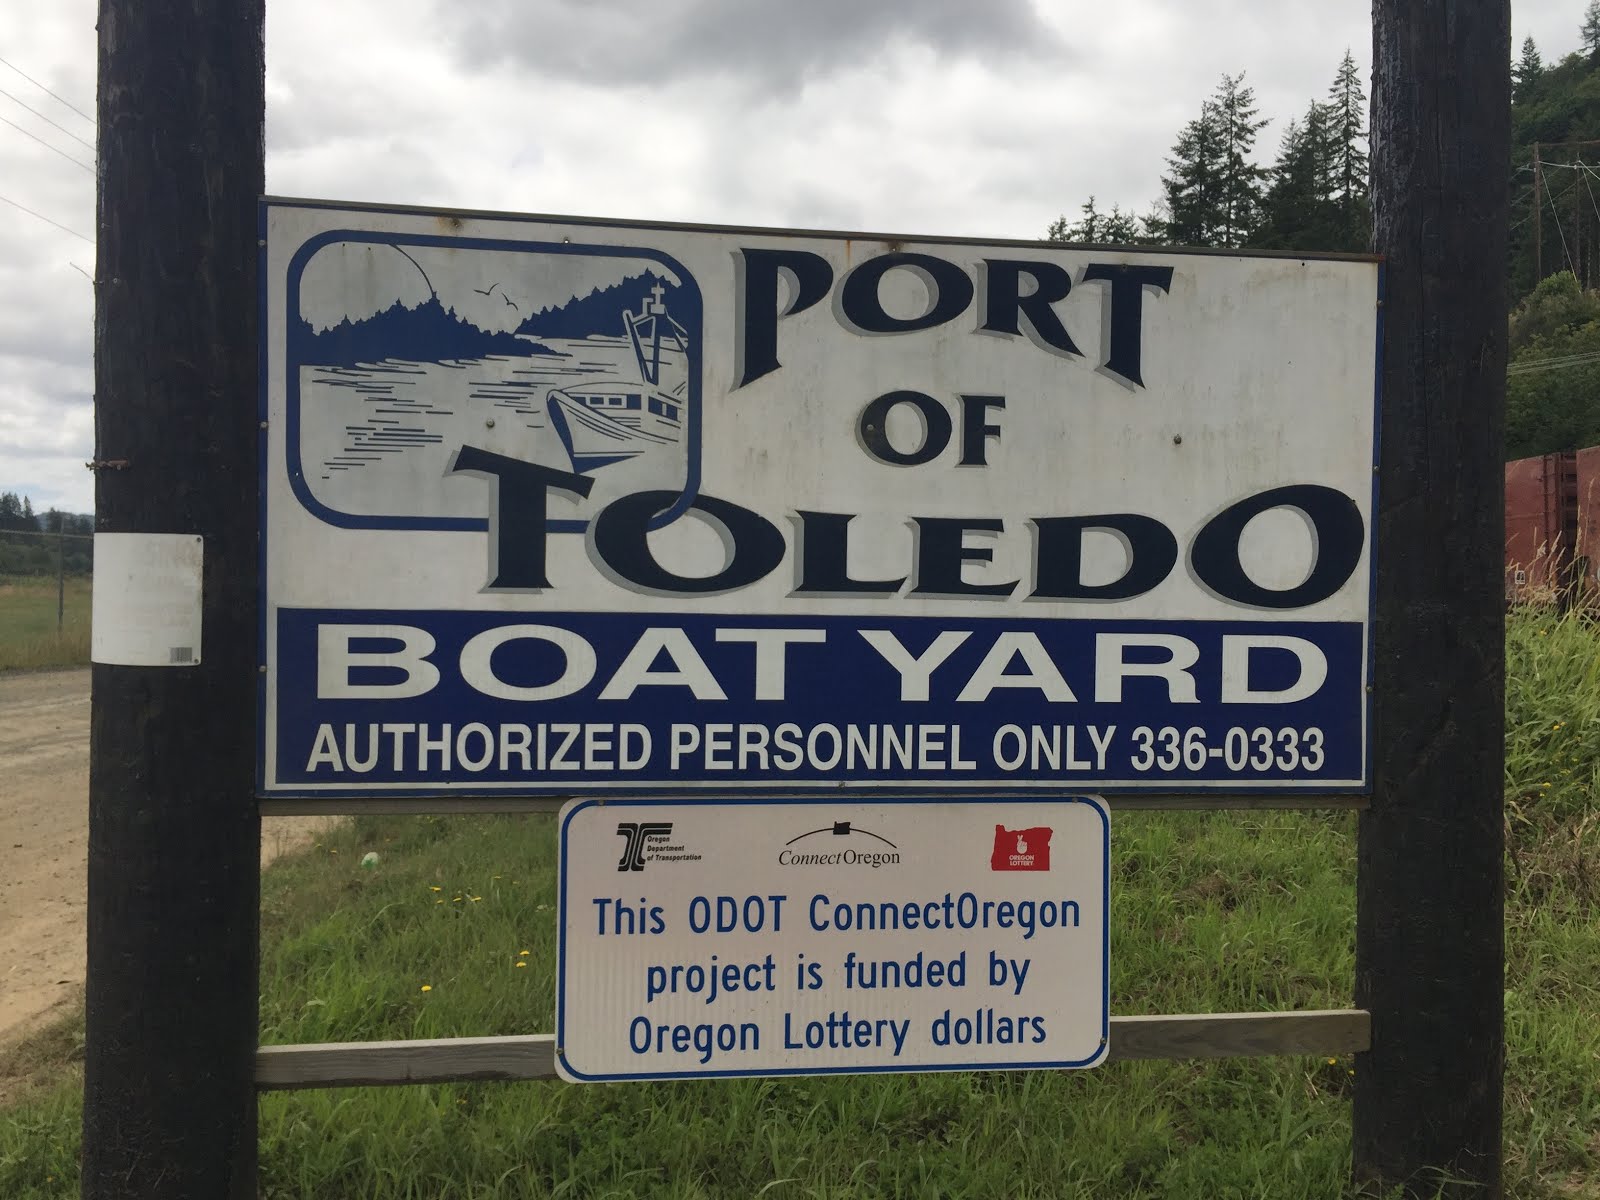 PORT
OF
TOLEDO
BOAT YARD
AUTHORIZED PERSONNEL ONLY 336-0333
Oregon
Department
of Transportation
ConnectOregon
OREGON
LOTTERY
This ODOT ConnectOregon
project is funded by
Oregon Lottery dollars